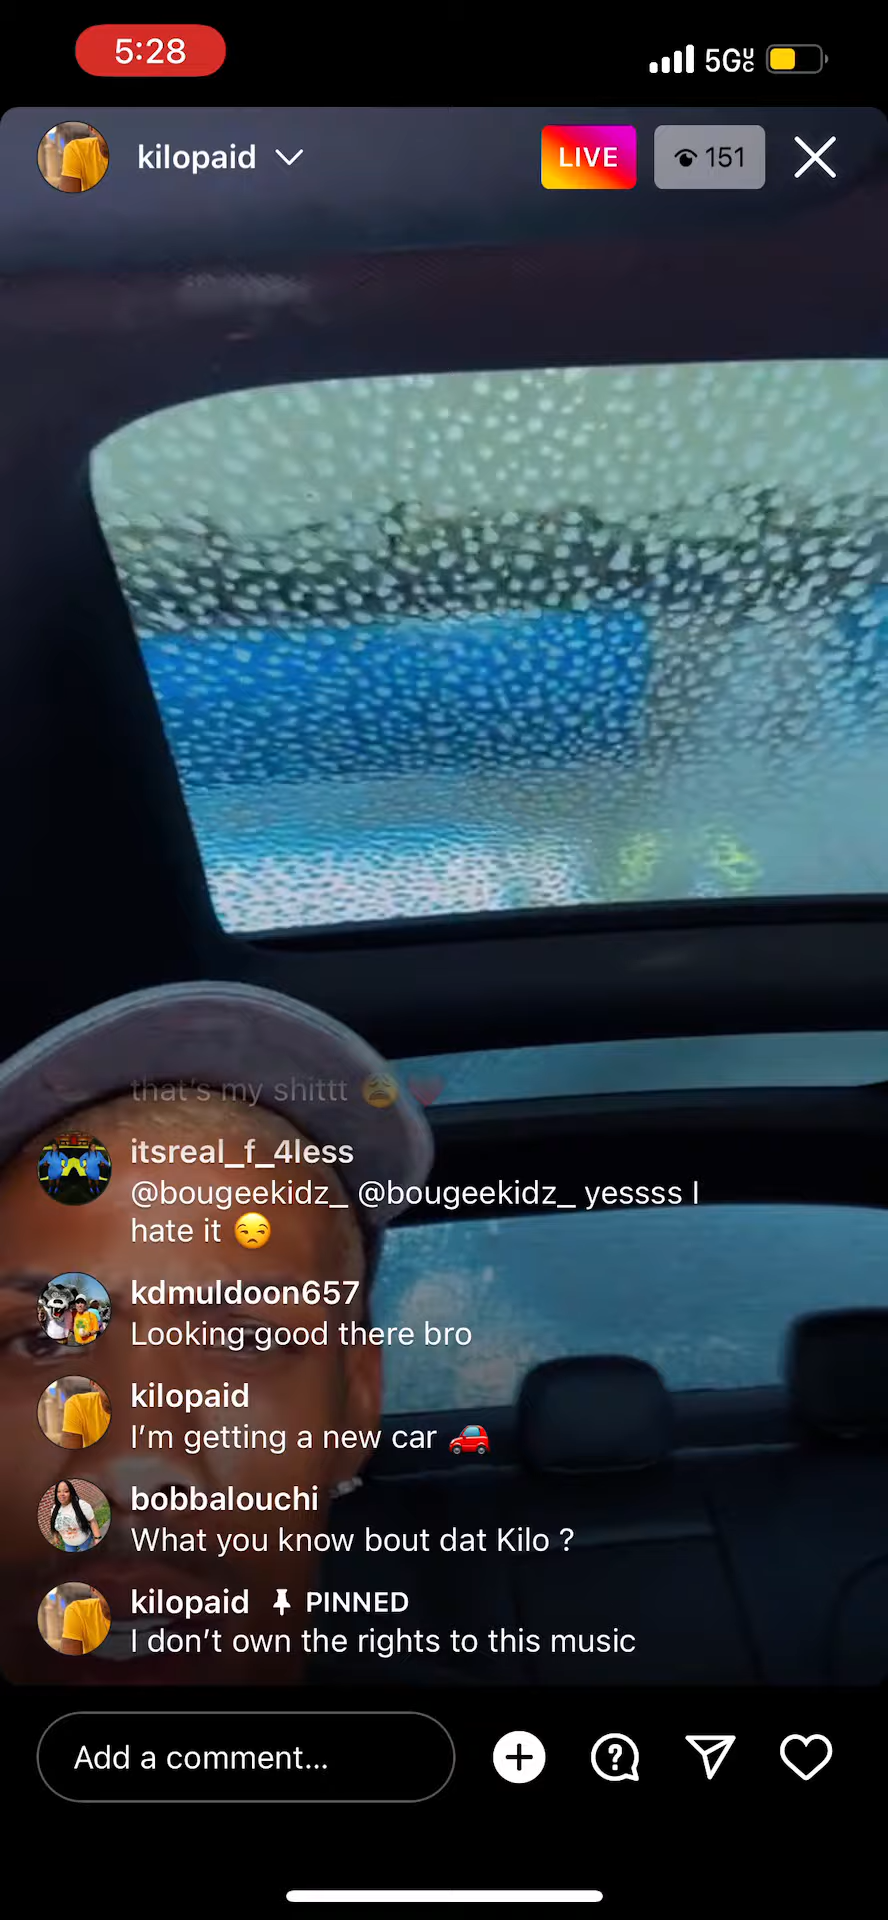 5:28
5GUC
kilopaid
LIVE
151
that's my shittt 😩❤️
itsreal_f_4less
@bougeekidz_ @bougeekidz_ yessss I
hate it 😒
kdmuldoon657
Looking good there bro
kilopaid
I'm getting a new car 🚗
bobbalouchi
What you know bout dat Kilo ?
kilopaid PINNED
I don't own the rights to this music
Add a comment...